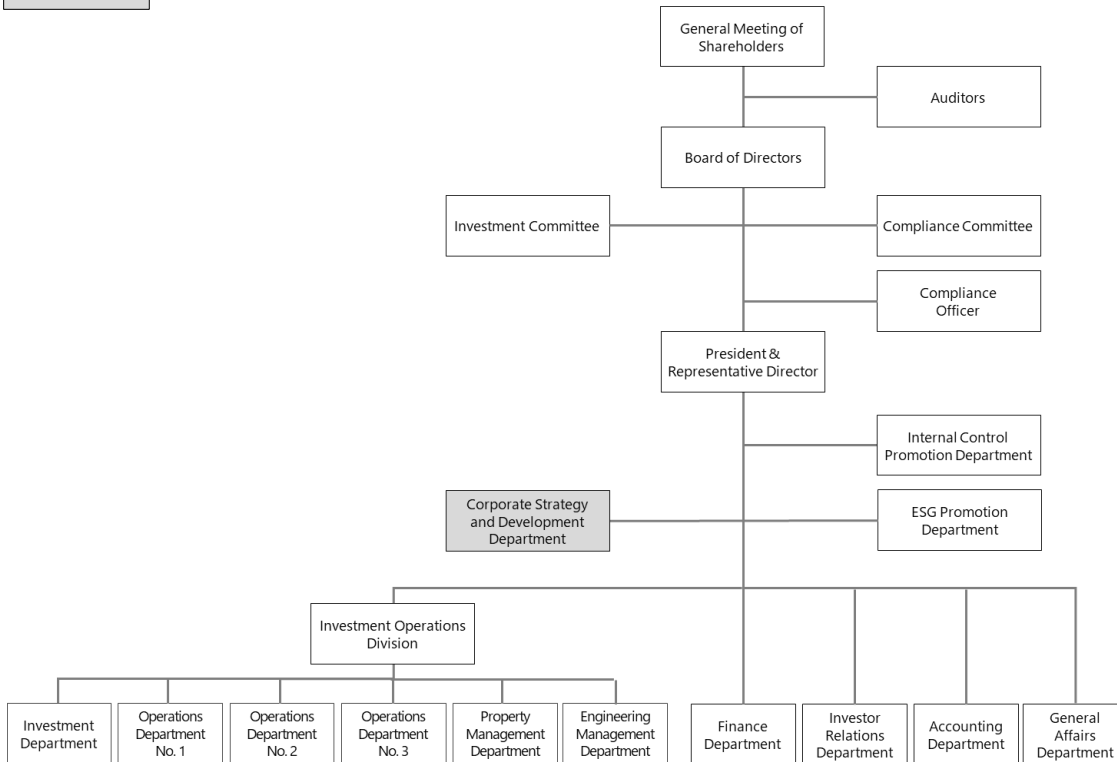 General Meeting of
Shareholders
Auditors
Board of Directors
Investment Committee
Compliance Committee
Compliance
Officer
President &
Representative Director
Internal Control
Promotion Department
Corporate Strategy
and Development
Department
ESG Promotion
Department
Investment Operations
Division
Investment
Department
Operations
Department
No. 1
Operations
Department
No. 2
Operations
Department
No. 3
Property
Management
Department
Engineering
Management
Department
Finance
Department
Investor
Relations
Department
Accounting
Department
General
Affairs
Department